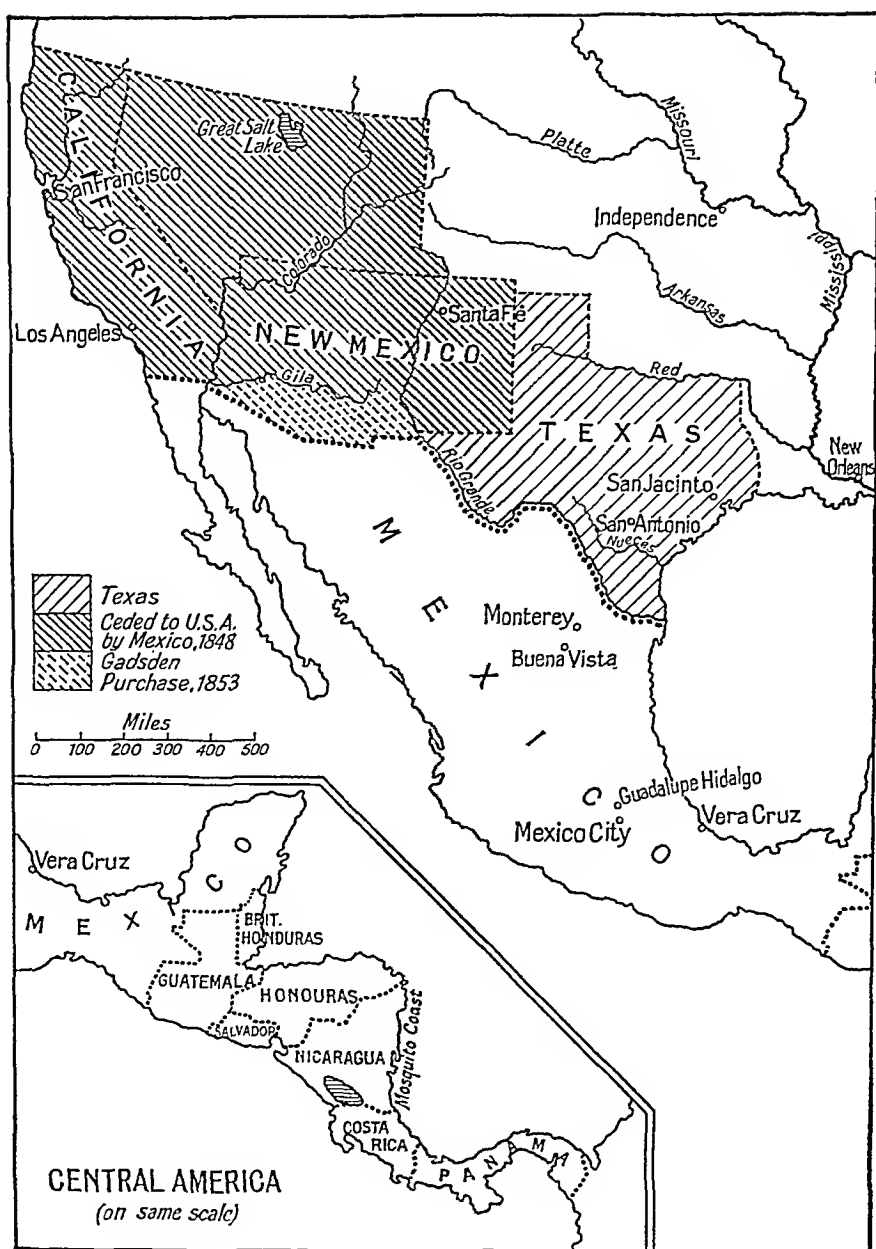 Missouri
Platte
Great Salt
Lake
CALIFORNIA
San Francisco
Independence
Mississippi
Colorado
Arkansas
Santa Fé
Los Angeles
NEW MEXICO
Red
Gila
TEXAS
New
Orleans
Rio Grande
San Jacinto
San Antonio
Nueces
MEXICO
Texas
Ceded to U.S.A.
by Mexico, 1848
Gadsden
Purchase, 1853
Monterey
Buena Vista
Miles
0 100 200 300 400 500
Guadalupe Hidalgo
Mexico City
Vera Cruz
Vera Cruz
MEXICO
BRIT.
HONDURAS
GUATEMALA
HONOURAS
SALVADOR
NICARAGUA
Mosquito Coast
COSTA
RICA
PANAMA
CENTRAL AMERICA
(on same scale)